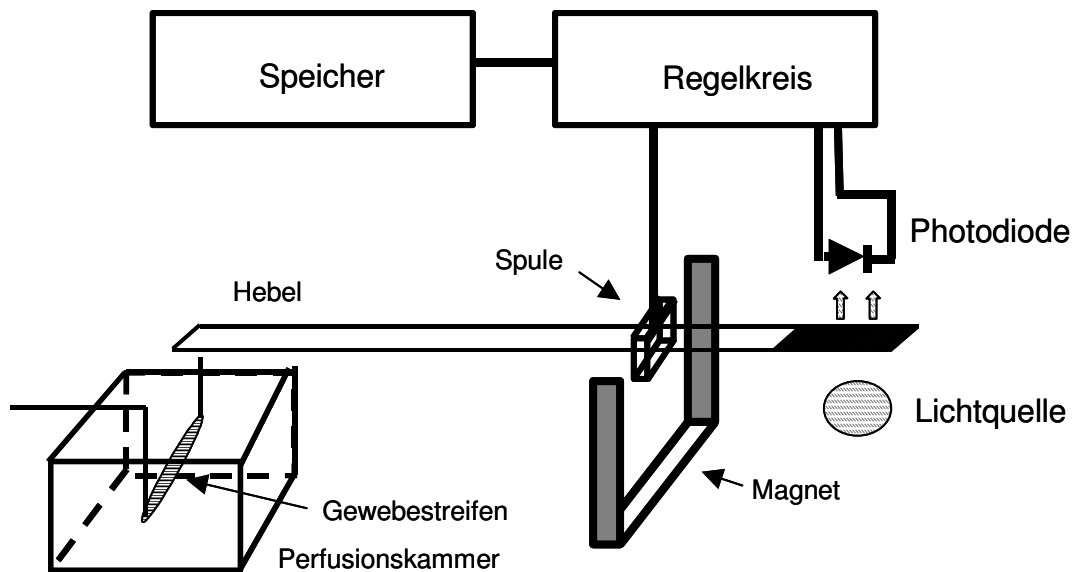 Speicher
Regelkreis
Photodiode
Spule
Hebel
Lichtquelle
Magnet
Gewebestreifen
Perfusionskammer